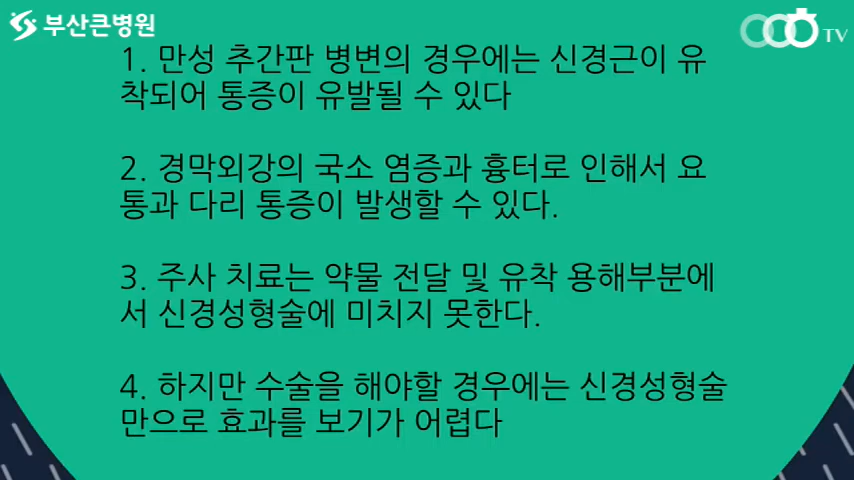 부산큰병원
TV
1. 만성 추간판 병변의 경우에는 신경근이 유
착되어 통증이 유발될 수 있다
2. 경막외강의 국소 염증과 흉터로 인해서 요
통과 다리 통증이 발생할 수 있다.
3. 주사 치료는 약물 전달 및 유착 용해부분에
서 신경성형술에 미치지 못한다.
4. 하지만 수술을 해야할 경우에는 신경성형술
만으로 효과를 보기가 어렵다